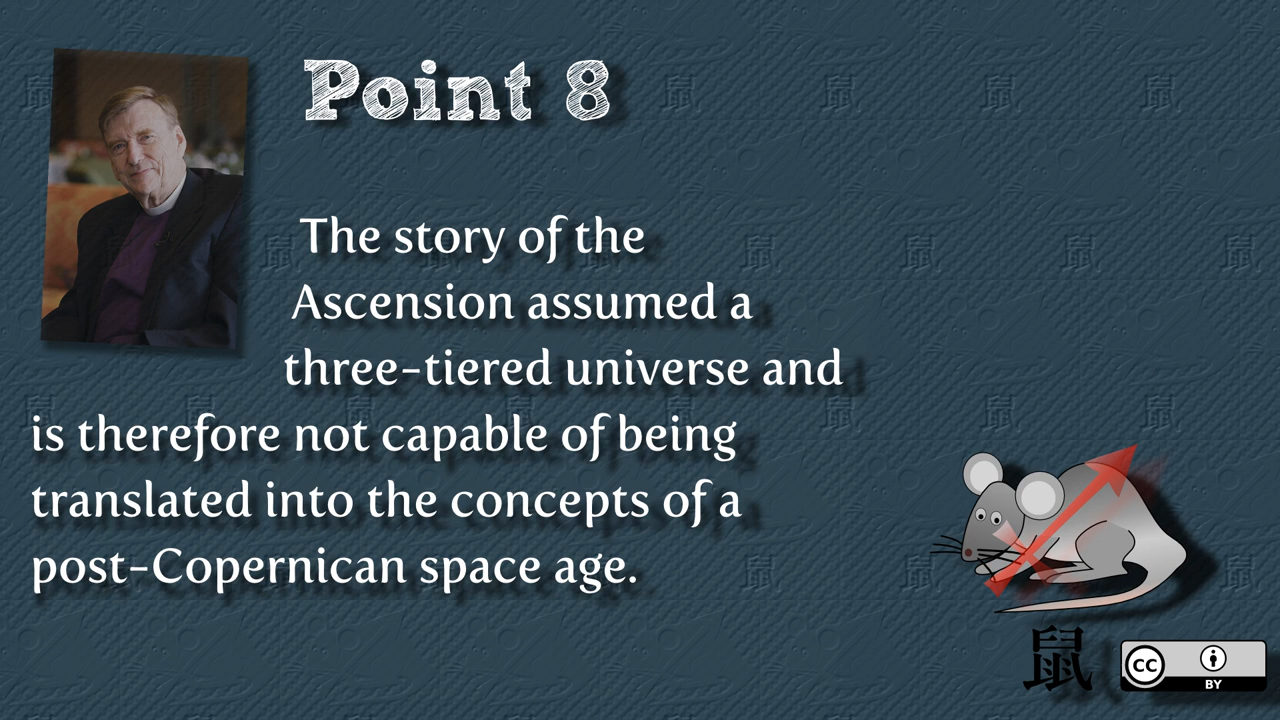 Point 8
The story of the
Ascension assumed a
three-tiered universe and
is therefore not capable of being
translated into the concepts of a
post-Copernican space age.
鼠
cc
BY